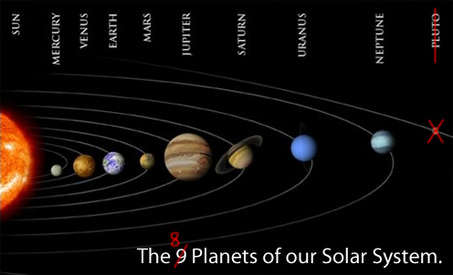 SUN
MERCURY
VENUS
EARTH
MARS
JUPITER
SATURN
URANUS
NEPTUNE
PLUTO
8
The 9 Planets of our Solar System.